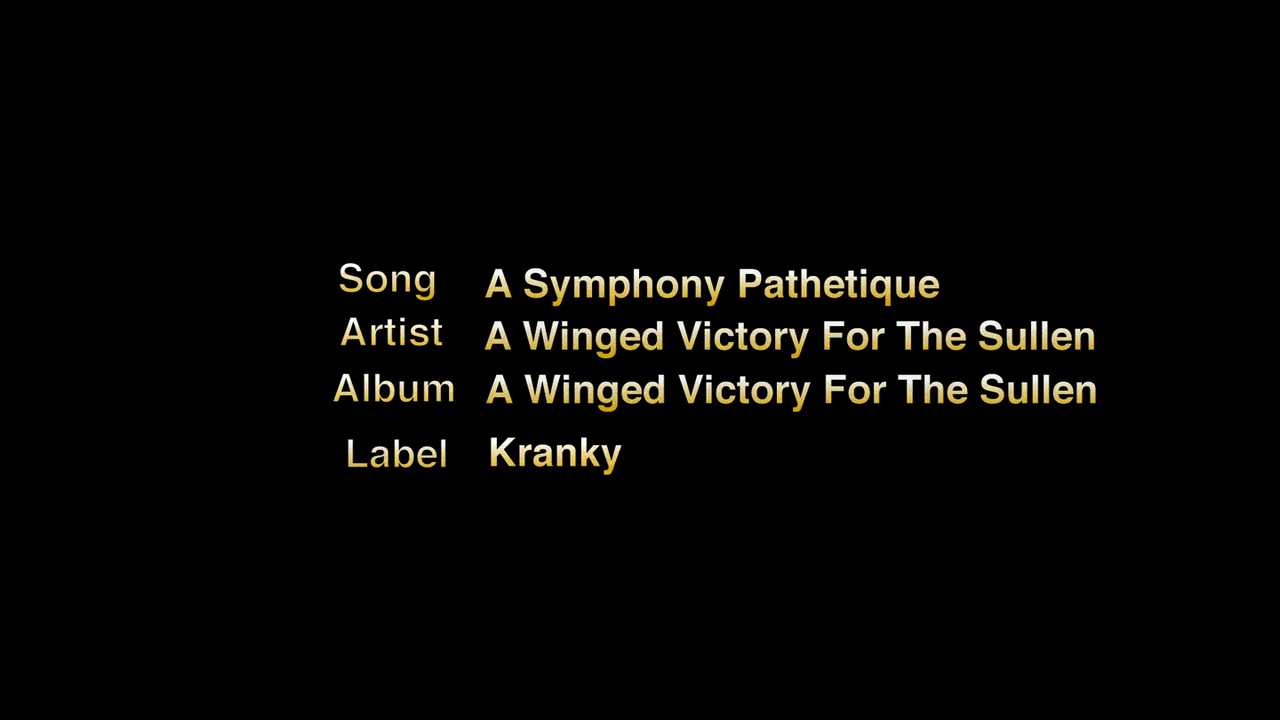 Song A Symphony Pathetique
Artist A Winged Victory For The Sullen
Album A Winged Victory For The Sullen
Label Kranky